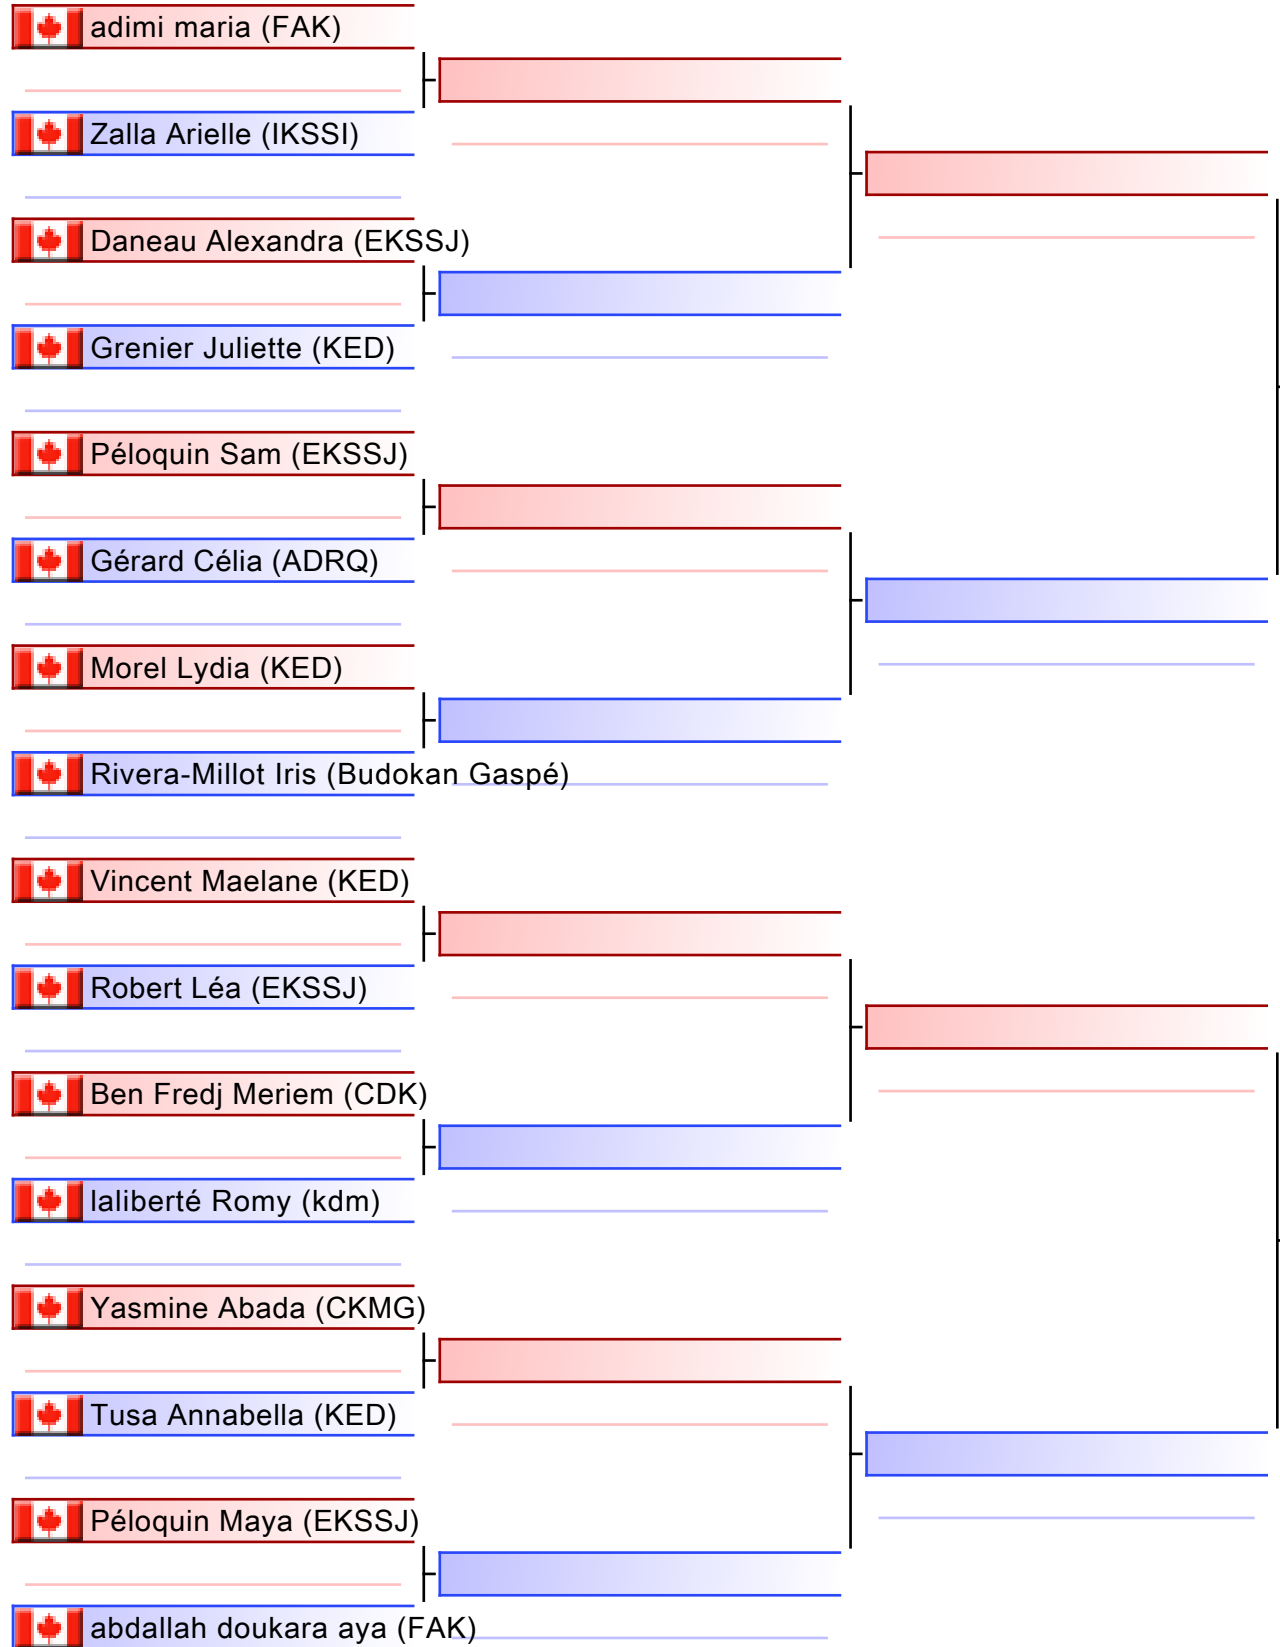 adimi maria (FAK)
Zalla Arielle (IKSSI)
Daneau Alexandra (EKSSJ)
Grenier Juliette (KED)
Péloquin Sam (EKSSJ)
Gérard Célia (ADRQ)
Morel Lydia (KED)
Rivera-Millot Iris (Budokan Gaspé)
Vincent Maelane (KED)
Robert Léa (EKSSJ)
Ben Fredj Meriem (CDK)
laliberté Romy (kdm)
Yasmine Abada (CKMG)
Tusa Annabella (KED)
Péloquin Maya (EKSSJ)
abdallah doukara aya (FAK)